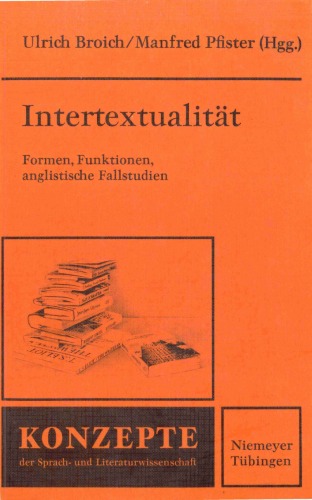 Ulrich Broich/Manfred Pfister (Hgg.)
Intertextualität
Formen, Funktionen,
anglistische Fallstudien
KONZEPTE
der Sprach- und Literaturwissenschaft
Niemeyer
Tübingen